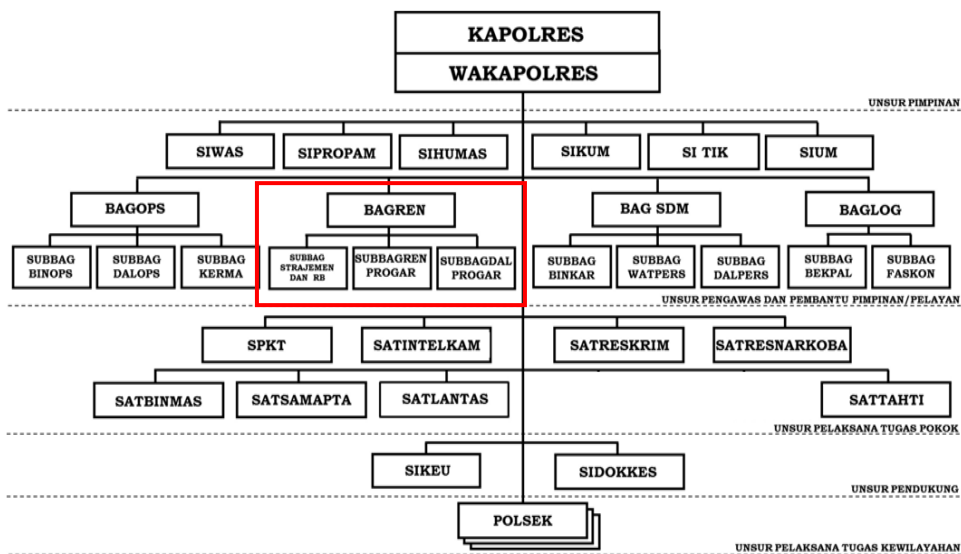 KAPOLRES
WAKAPOLRES
UNSUR PIMPINAN
SIWAS
SIPROPAM
SIHUMAS
SIKUM
SI TIK
SIUM
BAGOPS
BAGREN
BAG SDM
BAGLOG
SUBBAG
BINOPS
SUBBAG
DALOPS
SUBBAG
KERMA
SUBBAG
STRAJEMEN
DAN RB
SUBBAGREN
PROGAR
SUBBAGDAL
PROGAR
SUBBAG
BINKAR
SUBBAG
WATPERS
SUBBAG
DALPERS
SUBBAG
BEKPAL
SUBBAG
FASKON
UNSUR PENGAWAS DAN PEMBANTU PIMPINAN/PELAYAN
SPKT
SATINTELKAM
SATRESKRIM
SATRESNARKOBA
SATBINMAS
SATSAMAPTA
SATLANTAS
SATTAHTI
UNSUR PELAKSANA TUGAS POKOK
SIKEU
SIDOKKES
UNSUR PENDUKUNG
POLSEK
UNSUR PELAKSANA TUGAS KEWILAYAHAN